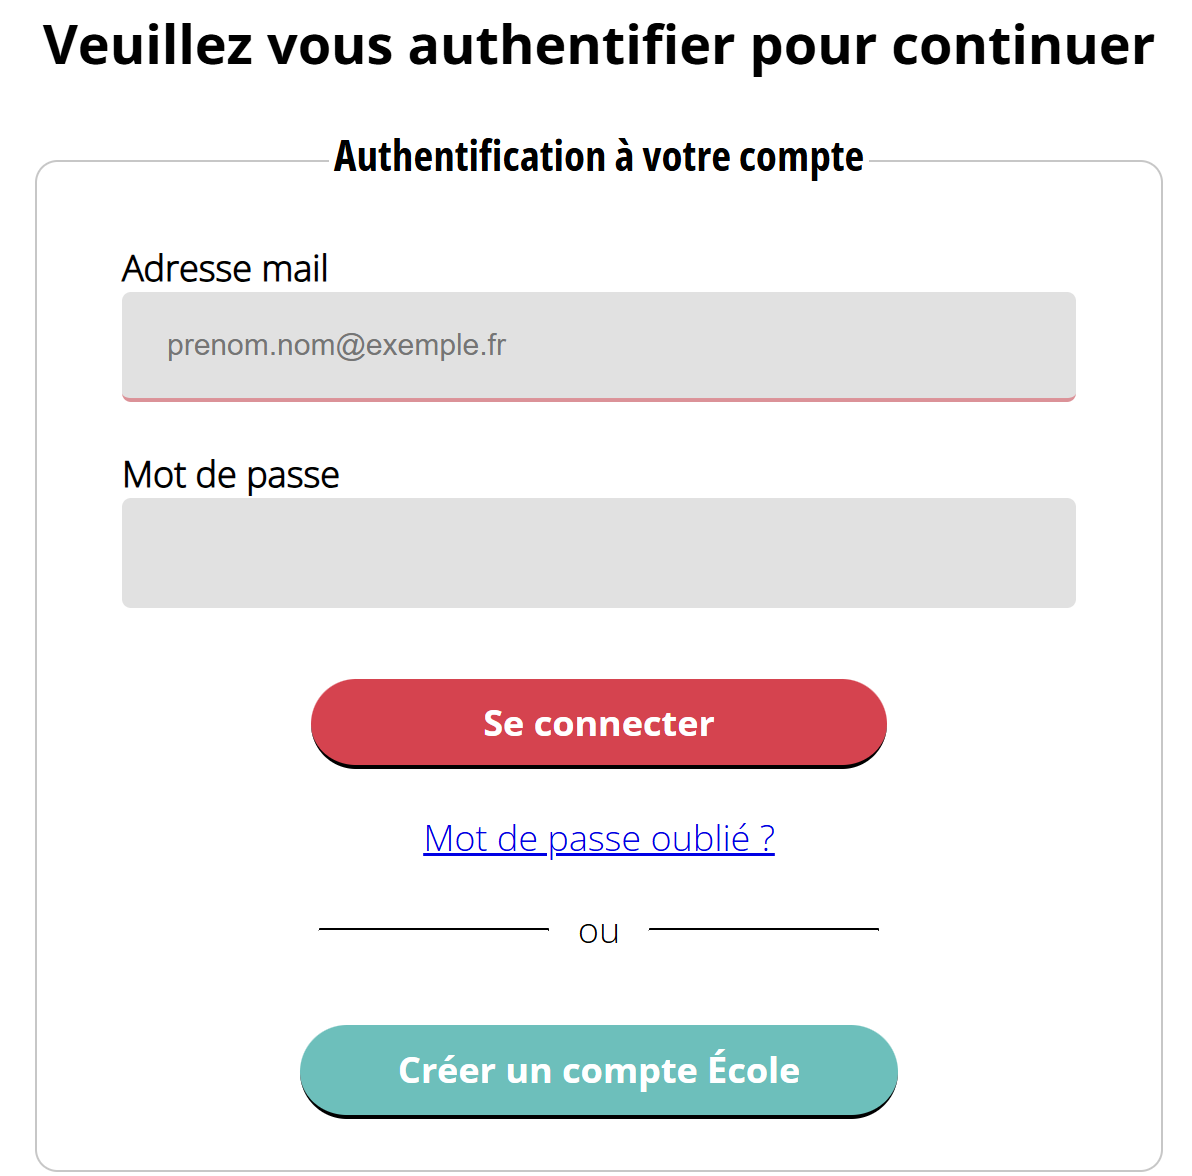 Veuillez vous authentifier pour continuer
Authentification à votre compte
Adresse mail
prenom.nom@exemple.fr
Mot de passe
Se connecter
Mot de passe oublié ?
ou
Créer un compte École